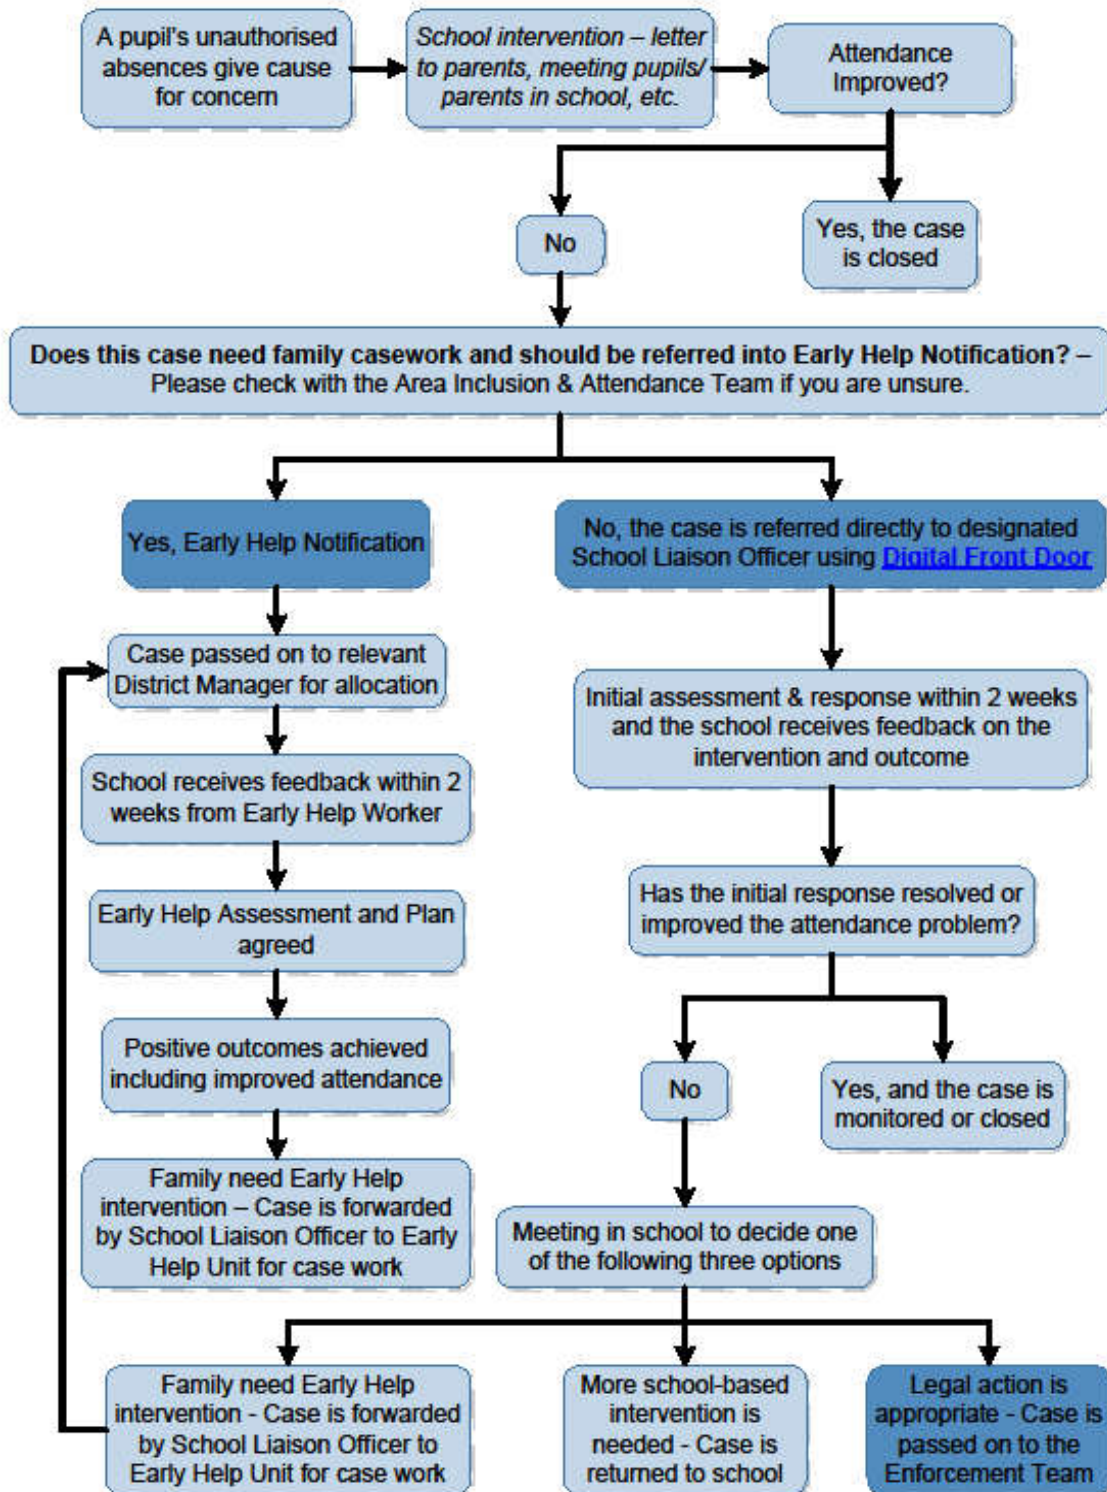 A pupil's unauthorised
absences give cause
for concern
School intervention – letter
to parents, meeting pupils/
parents in school, etc.
Attendance
Improved?
No
Yes, the case
is closed
Does this case need family casework and should be referred into Early Help Notification? –
Please check with the Area Inclusion & Attendance Team if you are unsure.
Yes, Early Help Notification
No, the case is referred directly to designated
School Liaison Officer using Digital Front Door
Case passed on to relevant
District Manager for allocation
School receives feedback within 2
weeks from Early Help Worker
Early Help Assessment and Plan
agreed
Positive outcomes achieved
including improved attendance
Family need Early Help
intervention – Case is forwarded
by School Liaison Officer to Early
Help Unit for case work
Initial assessment & response within 2 weeks
and the school receives feedback on the
intervention and outcome
Has the initial response resolved or
improved the attendance problem?
No
Yes, and the case is
monitored or closed
Meeting in school to decide one
of the following three options
Family need Early Help
intervention - Case is forwarded
by School Liaison Officer to
Early Help Unit for case work
More school-based
intervention is
needed - Case is
returned to school
Legal action is
appropriate - Case is
passed on to the
Enforcement Team